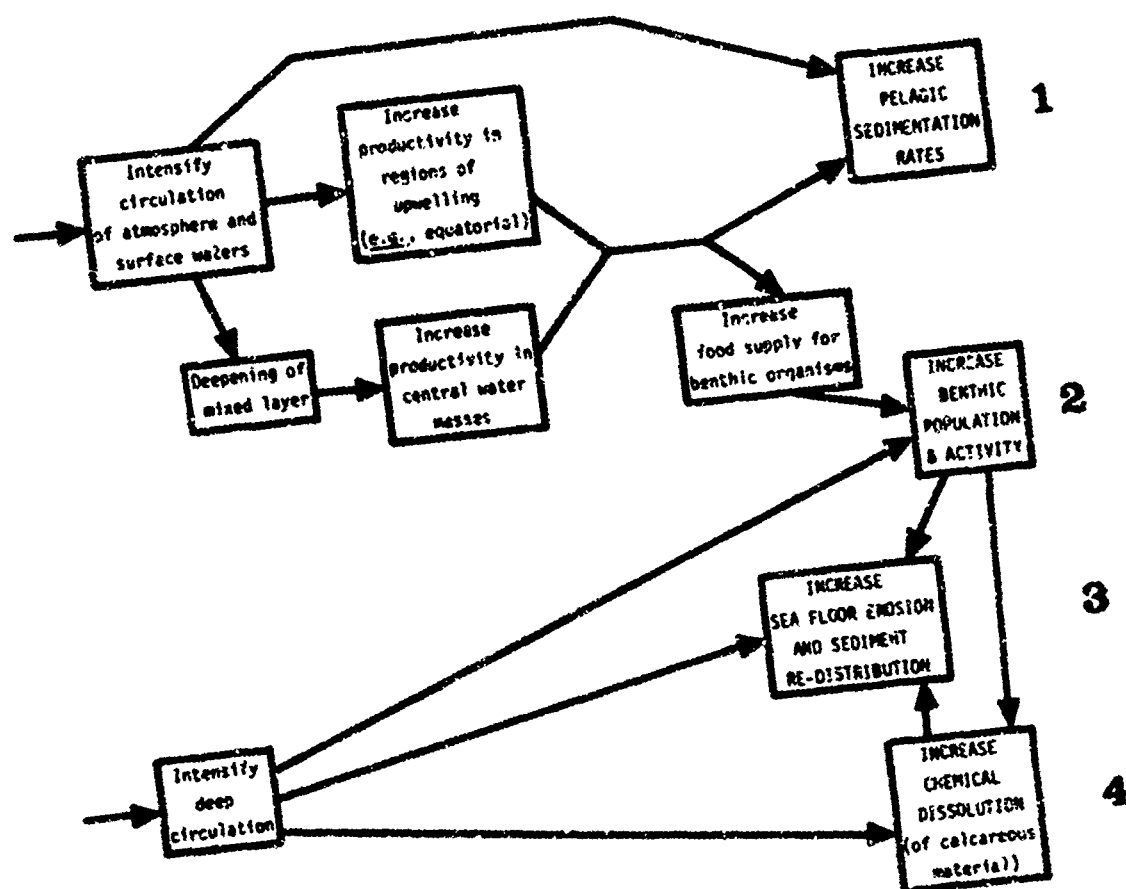 INCREASE
PELAGIC
SEDIMENTATION
RATES
1
Increase
productivity in
regions of
upwelling
(e.g., equatorial)
Intensify
circulation
of atmosphere and
surface waters
Increase
food supply for
benthic organisms
Increase
productivity in
central water
masses
Deepening of
mixed layer
INCREASE
BENTHIC
POPULATION
& ACTIVITY
2
INCREASE
SEA FLOOR EROSION
AND SEDIMENT
RE-DISTRIBUTION
3
Intensify
deep
circulation
INCREASE
CHEMICAL
DISSOLUTION
(of calcareous
material)
4